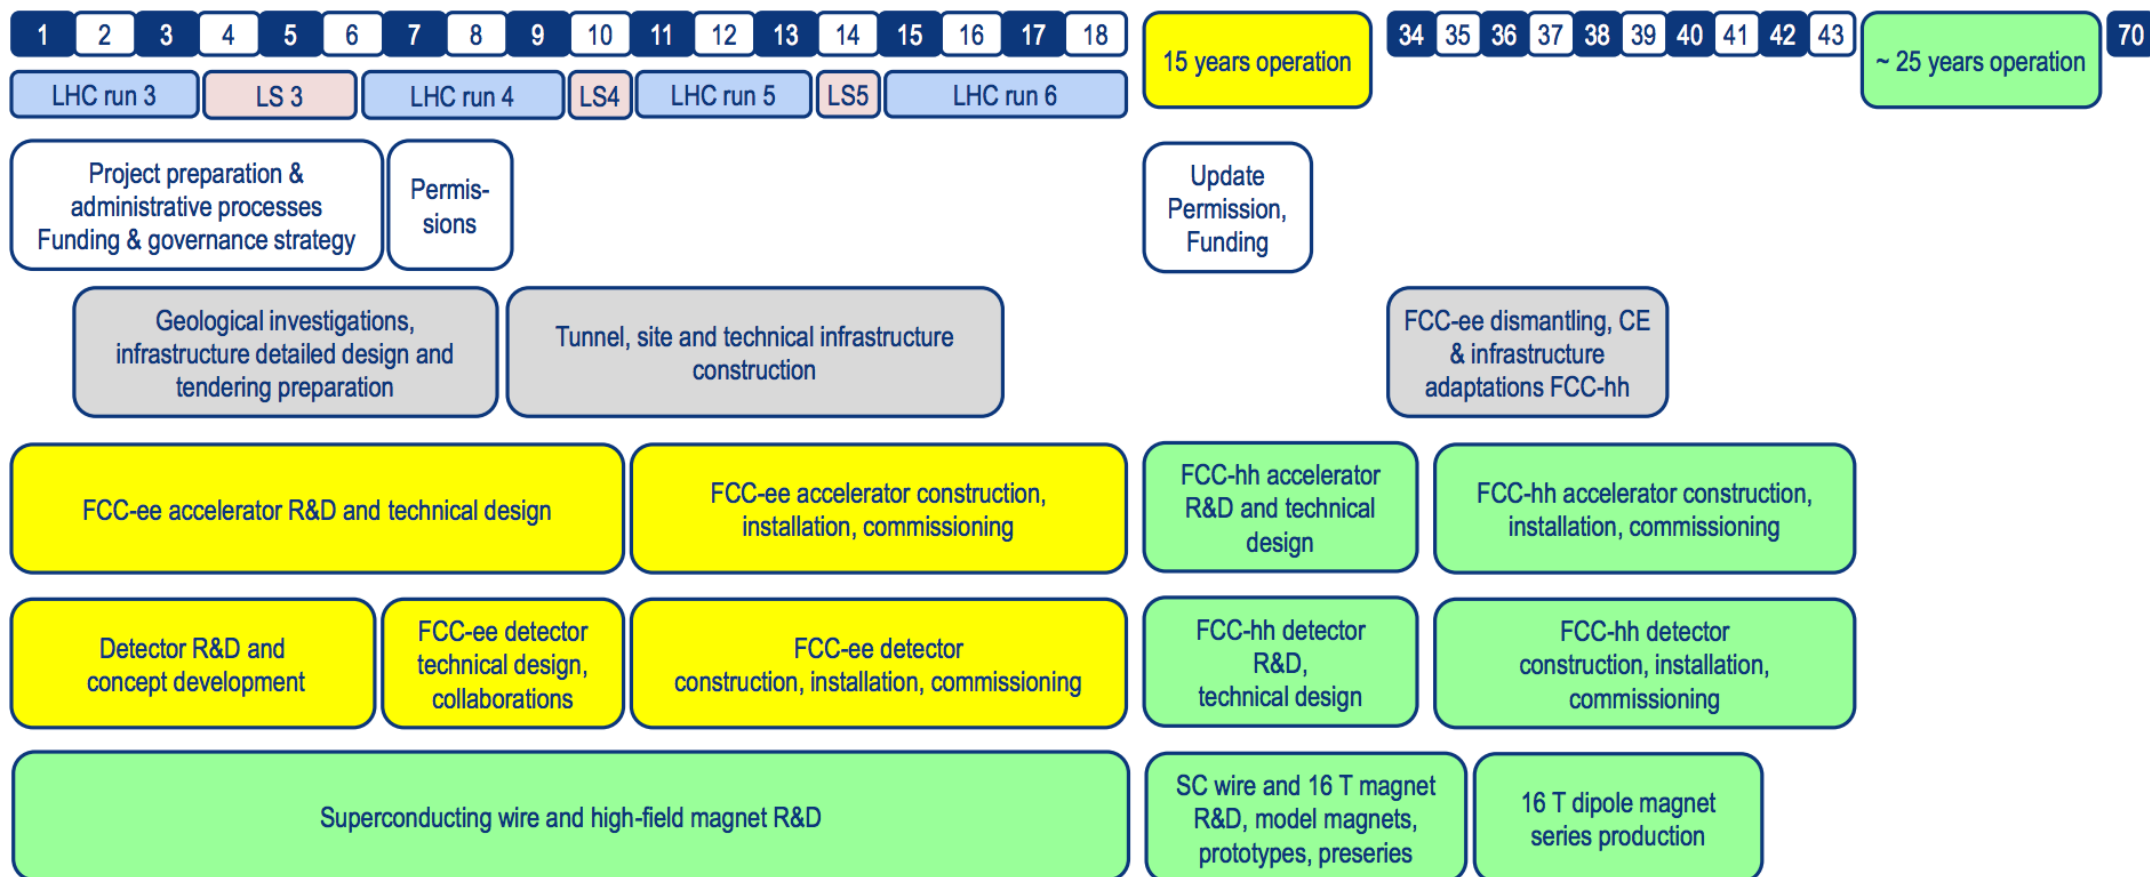 1 2 3 4 5 6 7 8 9 10 11 12 13 14 15 16 17 18
15 years operation
34 35 36 37 38 39 40 41 42 43
~ 25 years operation
70
LHC run 3
LS 3
LHC run 4
LS4
LHC run 5
LS5
LHC run 6
Project preparation &
administrative processes
Funding & governance strategy
Permis-
sions
Update
Permission,
Funding
Geological investigations,
infrastructure detailed design and
tendering preparation
Tunnel, site and technical infrastructure
construction
FCC-ee dismantling, CE
& infrastructure
adaptations FCC-hh
FCC-ee accelerator R&D and technical design
FCC-ee accelerator construction,
installation, commissioning
FCC-hh accelerator
R&D and technical
design
FCC-hh accelerator construction,
installation, commissioning
Detector R&D and
concept development
FCC-ee detector
technical design,
collaborations
FCC-ee detector
construction, installation, commissioning
FCC-hh detector
R&D,
technical design
FCC-hh detector
construction, installation,
commissioning
Superconducting wire and high-field magnet R&D
SC wire and 16 T magnet
R&D, model magnets,
prototypes, preseries
16 T dipole magnet
series production